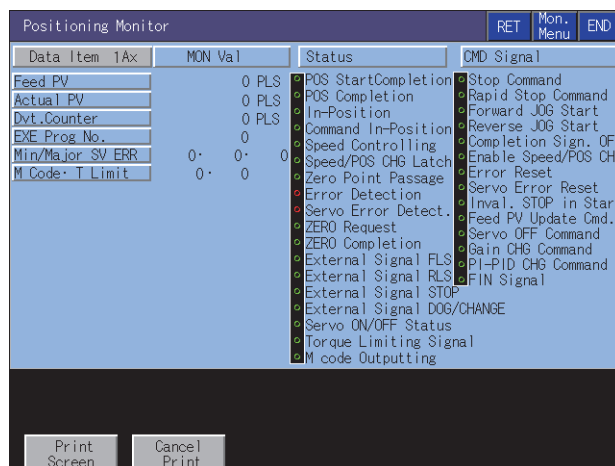 Positioning Monitor
RET
Mon. Menu
END
Data Item 1Ax
MON Val
Status
CMD Signal
Feed PV 0 PLS
Actual PV 0 PLS
Dvt.Counter 0 PLS
EXE Prog No. 0
Min/Major SV ERR 0· 0· 0
M Code· T Limit 0· 0
POS StartCompletion
POS Completion
In-Position
Command In-Position
Speed Controlling
Speed/POS CHG Latch
Zero Point Passage
Error Detection
Servo Error Detect.
ZERO Request
ZERO Completion
External Signal FLS
External Signal RLS
External Signal STOP
External Signal DOG/CHANGE
Servo ON/OFF Status
Torque Limiting Signal
M code Outputting
Stop Command
Rapid Stop Command
Forward JOG Start
Reverse JOG Start
Completion Sign. OF
Enable Speed/POS CH
Error Reset
Servo Error Reset
Inval. STOP in Star
Feed PV Update Cmd.
Servo OFF Command
Gain CHG Command
PI-PID CHG Command
FIN Signal
Print Screen
Cancel Print